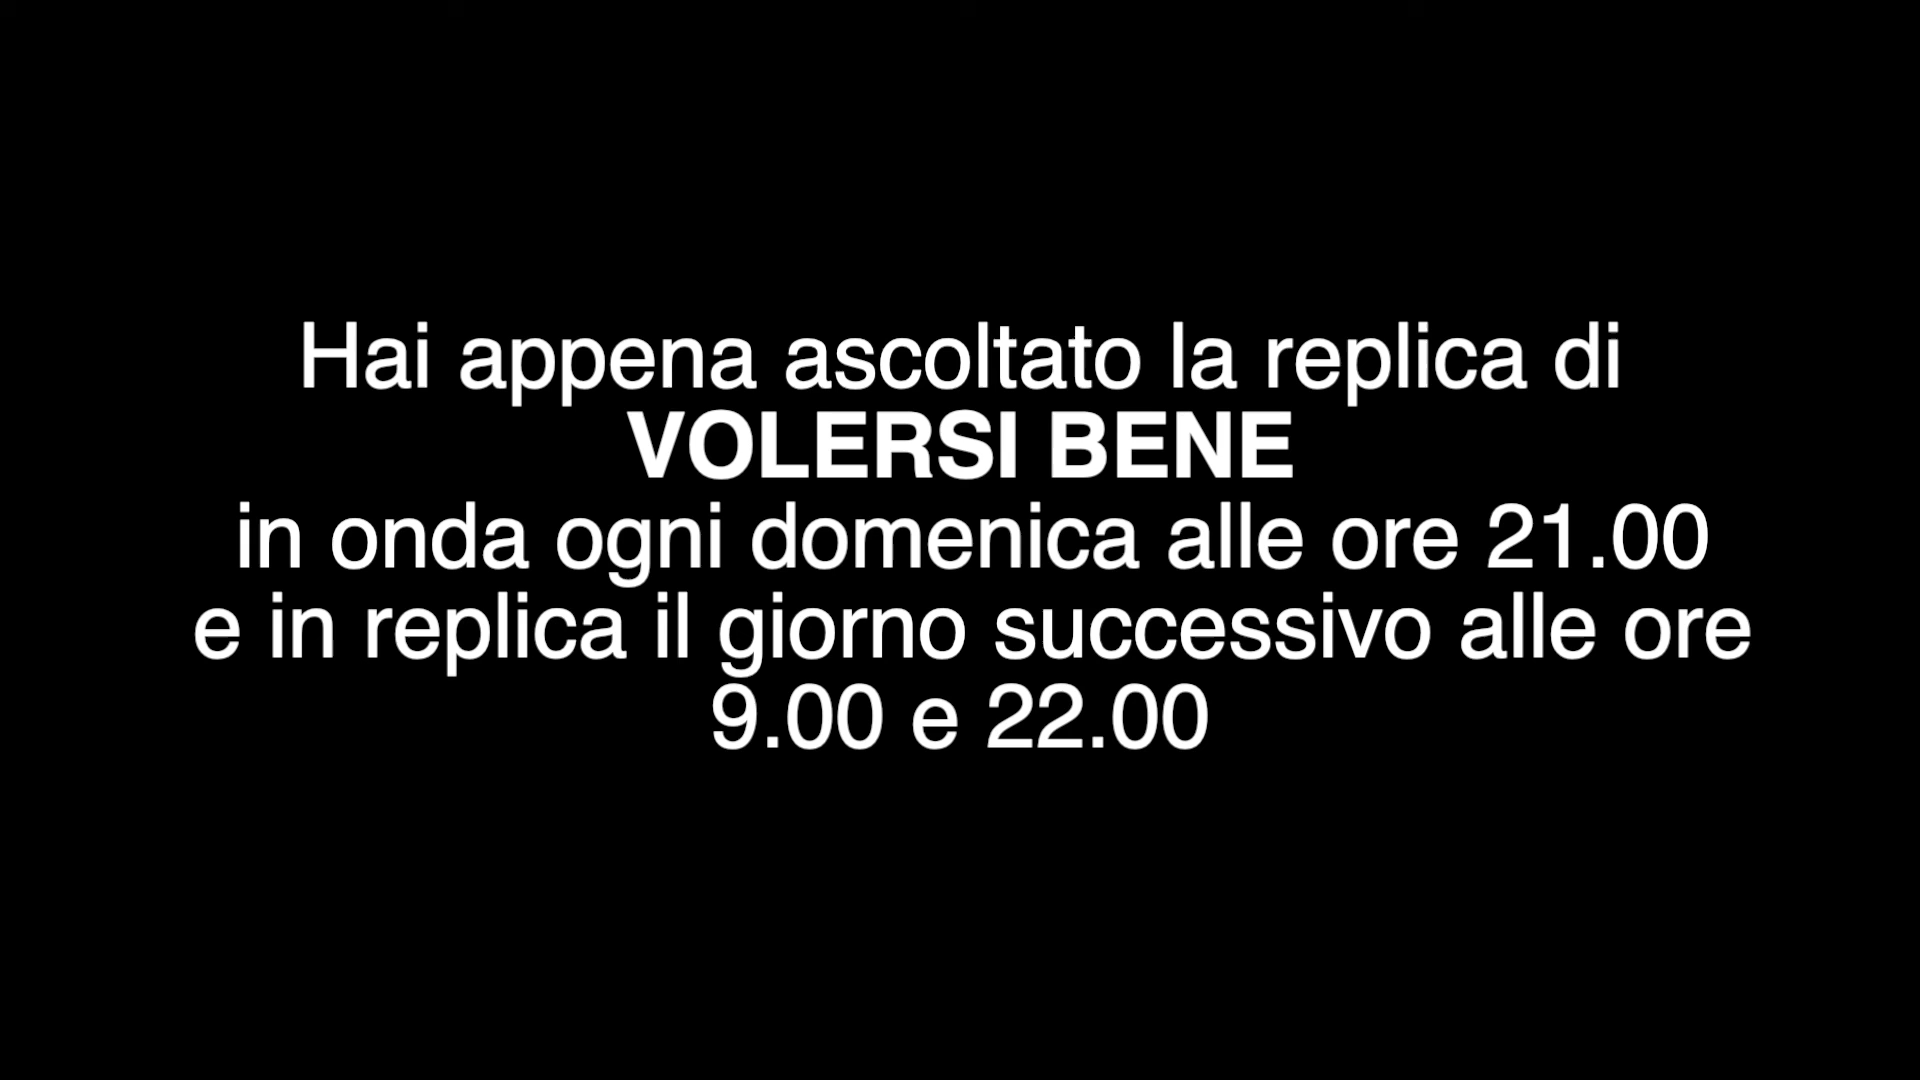 Hai appena ascoltato la replica di
VOLERSI BENE
in onda ogni domenica alle ore 21.00
e in replica il giorno successivo alle ore
9.00 e 22.00